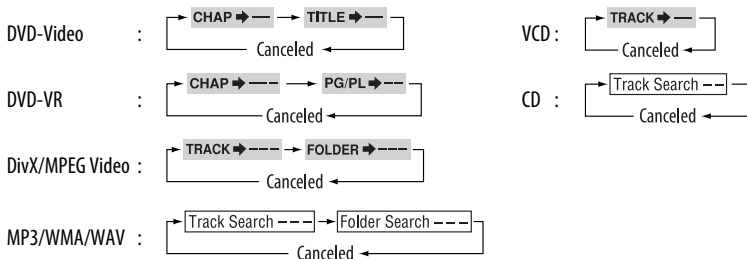 DVD-Video : CHAP ➡ –– TITLE ➡ ––
Canceled
DVD-VR : CHAP ➡ ––– PG/PL ➡ –––
Canceled
DivX/MPEG Video : TRACK ➡ ––– FOLDER ➡ –––
Canceled
MP3/WMA/WAV : Track Search ––– Folder Search –––
Canceled
VCD : TRACK ➡ ––
Canceled
CD : Track Search ––
Canceled